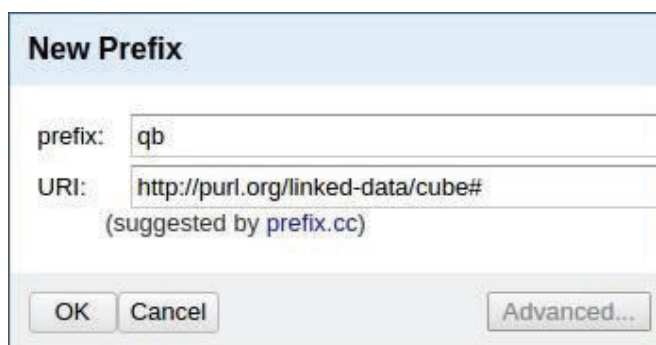 New Prefix
prefix: qb
URI: http://purl.org/linked-data/cube#
(suggested by prefix.cc)
OK Cancel Advanced...